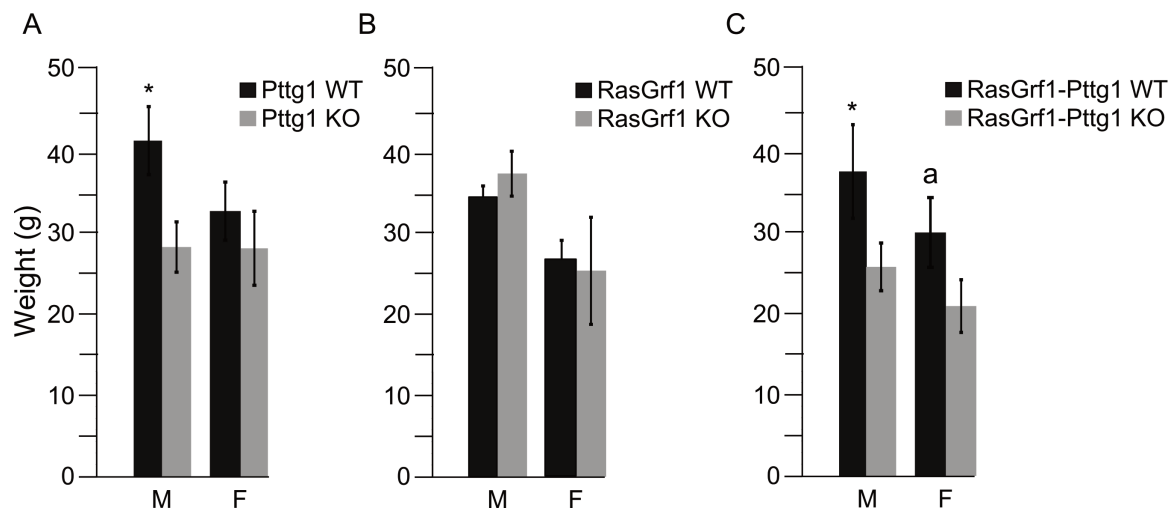 A
B
C
50
40
30
20
10
0
Weight (g)
*
Pttg1 WT
Pttg1 KO
M
F
50
40
30
20
10
0
RasGrf1 WT
RasGrf1 KO
M
F
50
40
30
20
10
0
*
a
RasGrf1-Pttg1 WT
RasGrf1-Pttg1 KO
M
F